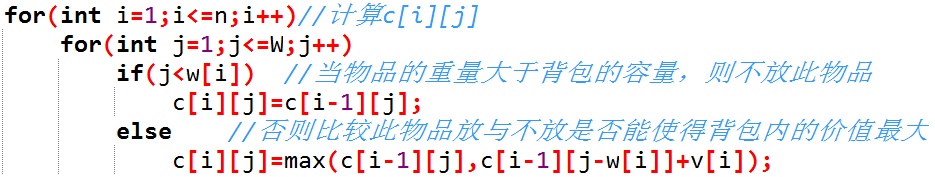 for(int i=1;i<=n;i++)//计算c[i][j]
for(int j=1;j<=W;j++)
if(j<w[i]) //当物品的重量大于背包的容量，则不放此物品
c[i][j]=c[i-1][j];
else //否则比较此物品放与不放是否能使得背包内的价值最大
c[i][j]=max(c[i-1][j],c[i-1][j-w[i]]+v[i]);